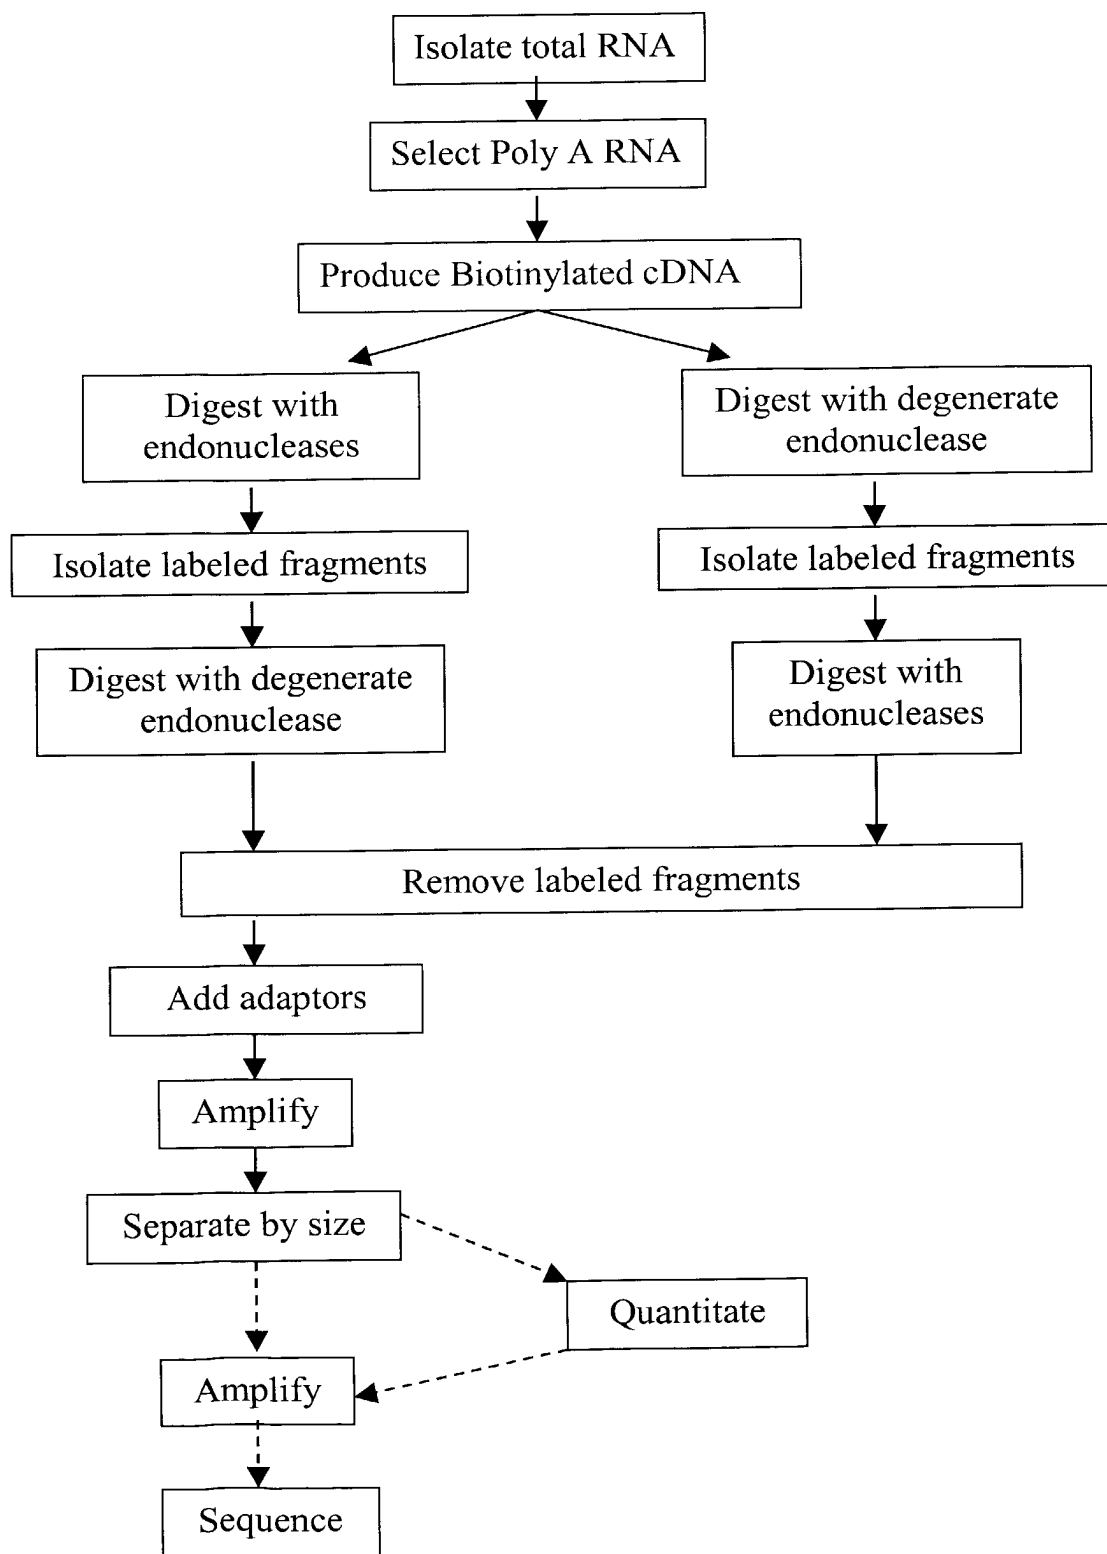 Isolate total RNA
Select Poly A RNA
Produce Biotinylated cDNA
Digest with
endonucleases
Digest with degenerate
endonuclease
Isolate labeled fragments
Isolate labeled fragments
Digest with degenerate
endonuclease
Digest with
endonucleases
Remove labeled fragments
Add adaptors
Amplify
Separate by size
Quantitate
Amplify
Sequence